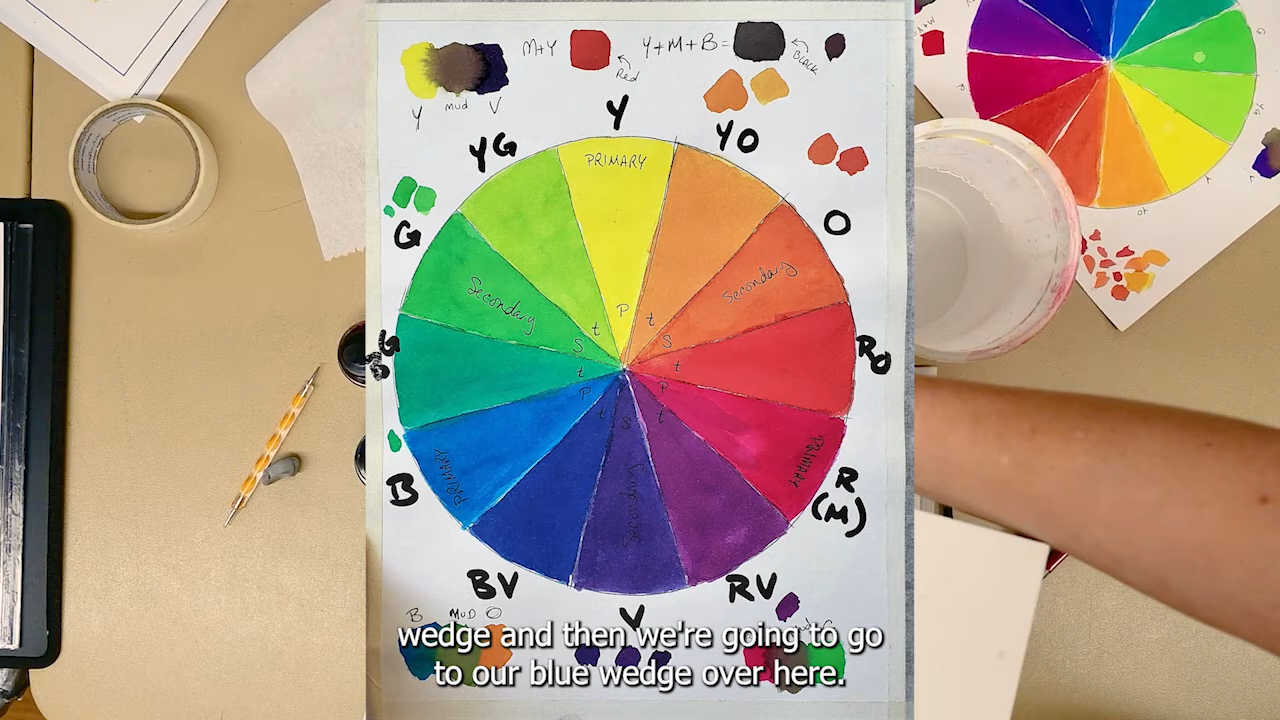 M+Y
Red
Y+M+B=
BLACK
Y
MUD
V
Y
YG
YO
PRIMARY
G
O
Secondary
Secondary
P
t
t
S
S
t
t
P
P
t
t
S
BG
RO
B
PRIMARY
PRIMARY
R
(M)
Secondary
BV
V
RV
B
MUD
O
wedge and then we're going to go
to our blue wedge over here.